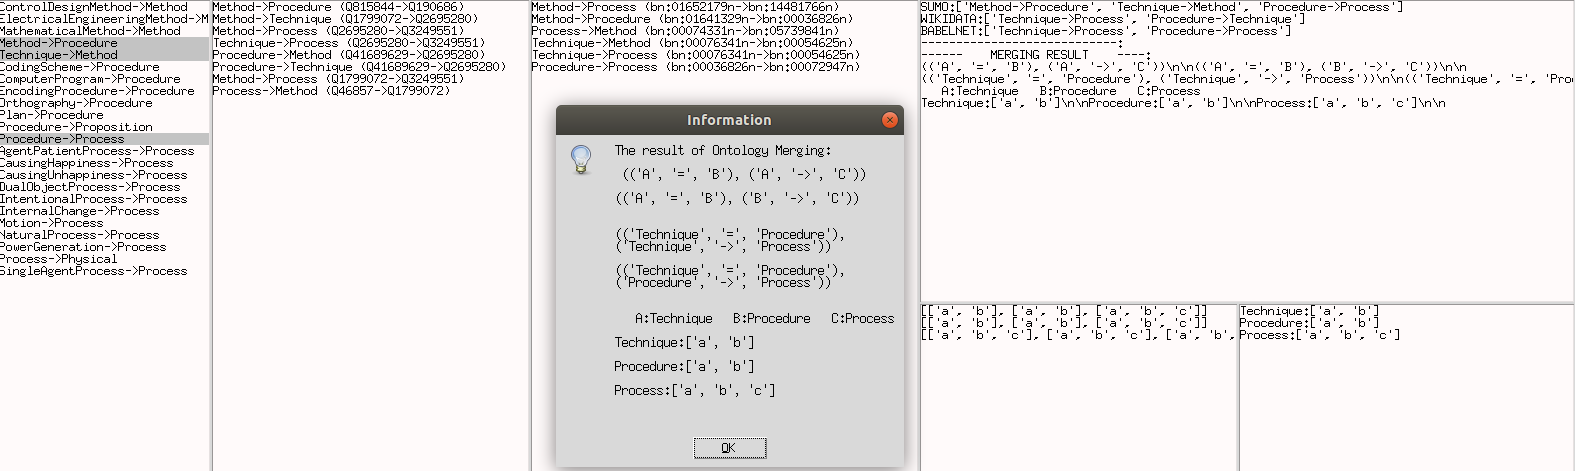 ControlDesignMethod->Method
ElectricalEngineeringMethod->M
MathematicalMethod->Method
Method->Procedure
Technique->Method
CodingScheme->Procedure
ComputerProgram->Procedure
EncodingProcedure->Procedure
Orthography->Procedure
Plan->Procedure
Procedure->Proposition
Procedure->Process
AgentPatientProcess->Process
CausingHappiness->Process
CausingUnhappiness->Process
DualObjectProcess->Process
IntentionalProcess->Process
InternalChange->Process
Motion->Process
NaturalProcess->Process
PowerGeneration->Process
Process->Physical
SingleAgentProcess->Process
Method->Procedure (Q815844->Q190686)
Method->Technique (Q1799072->Q2695280)
Process->Method (Q2695280->Q3249551)
Technique->Process (Q2695280->Q3249551)
Procedure->Method (Q41689629->Q2695280)
Procedure->Technique (Q41689629->Q2695280)
Method->Process (Q1799072->Q3249551)
Process->Method (Q46857->Q1799072)
Method->Process (bn:01652179n->bn:14481766n)
Method->Procedure (bn:01641329n->bn:00036826n)
Process->Method (bn:00074331n->bn:05739841n)
Technique->Method (bn:00076341n->bn:00054625n)
Technique->Process (bn:00076341n->bn:00054625n)
Procedure->Process (bn:00036826n->bn:00072947n)
Information
The result of Ontology Merging:
(('A', '=', 'B'), ('A', '->', 'C'))
(('A', '=', 'B'), ('B', '->', 'C'))
(('Technique', '=', 'Procedure'),
('Technique', '->', 'Process'))
(('Technique', '=', 'Procedure'),
('Procedure', '->', 'Process'))
A:Technique B:Procedure C:Process
Technique:['a', 'b']
Procedure:['a', 'b']
Process:['a', 'b', 'c']
OK
SUMO:['Method->Procedure', 'Technique->Method', 'Procedure->Process']
WIKIDATA:['Technique->Process', 'Procedure->Technique']
BABELNET:['Technique->Process', 'Procedure->Process']
----------------------------:
------ MERGING RESULT ----:
(('A', '=', 'B'), ('A', '->', 'C'))\n\n(('A', '=', 'B'), ('B', '->', 'C'))\n\n
(('Technique', '=', 'Procedure'), ('Technique', '->', 'Process'))\n\n(('Technique', '=', 'Proc
A:Technique B:Procedure C:Process
Technique:['a', 'b']\n\nProcedure:['a', 'b']\n\nProcess:['a', 'b', 'c']\n\n
[['a', 'b'], ['a', 'b'], ['a', 'b', 'c']]
[['a', 'b'], ['a', 'b'], ['a', 'b', 'c']]
[['a', 'b', 'c'], ['a', 'b', 'c'], ['a', 'b',
Technique:['a', 'b']
Procedure:['a', 'b']
Process:['a', 'b', 'c']